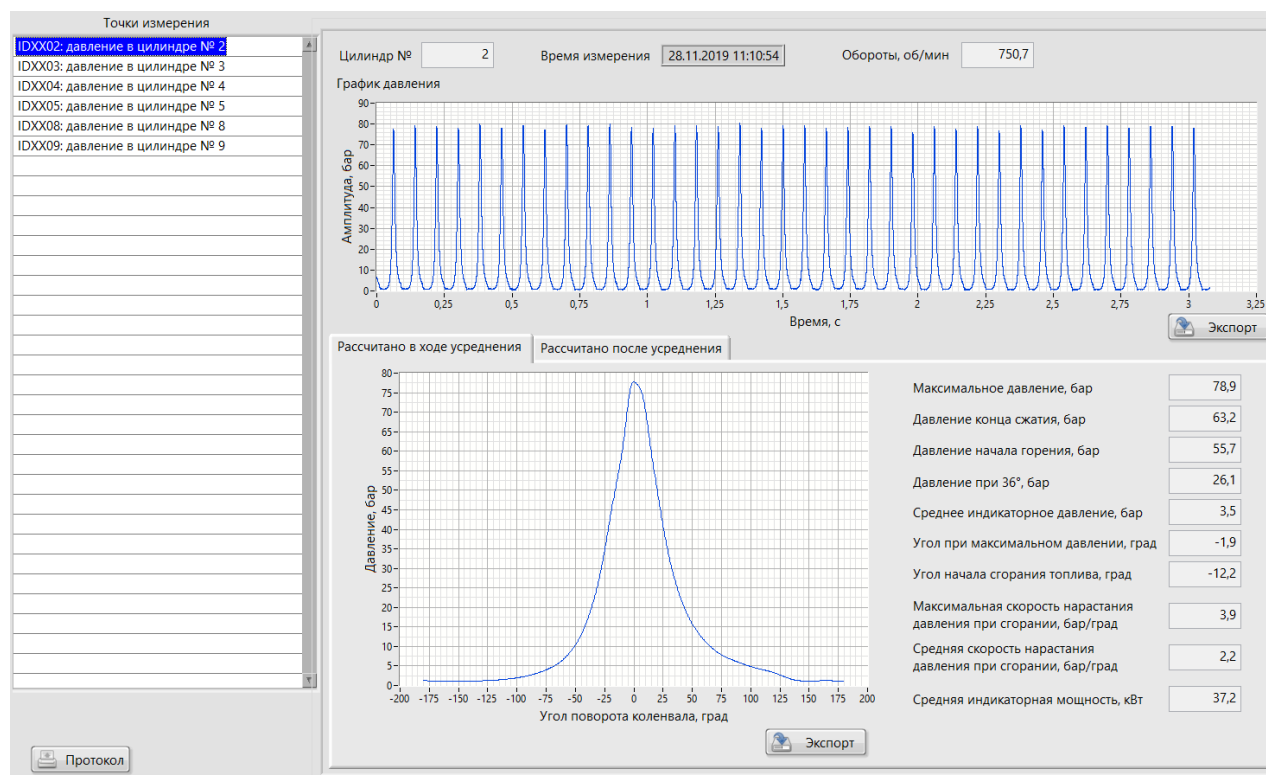 Точки измерения
IDXX02: давление в цилиндре № 2
IDXX03: давление в цилиндре № 3
IDXX04: давление в цилиндре № 4
IDXX05: давление в цилиндре № 5
IDXX08: давление в цилиндре № 8
IDXX09: давление в цилиндре № 9
Протокол
Цилиндр № 2 Время измерения 28.11.2019 11:10:54 Обороты, об/мин 750,7
График давления
Амплитуда, бар
90
80
70
60
50
40
30
20
10
0
0 0,25 0,5 0,75 1 1,25 1,5 1,75 2 2,25 2,5 2,75 3 3,25
Время, с
Экспорт
Рассчитано в ходе усреднения Рассчитано после усреднения
Давление, бар
80
75
70
65
60
55
50
45
40
35
30
25
20
15
10
5
0
-200 -175 -150 -125 -100 -75 -50 -25 0 25 50 75 100 125 150 175 200
Угол поворота коленвала, град
Экспорт
Максимальное давление, бар 78,9
Давление конца сжатия, бар 63,2
Давление начала горения, бар 55,7
Давление при 36°, бар 26,1
Среднее индикаторное давление, бар 3,5
Угол при максимальном давлении, град -1,9
Угол начала сгорания топлива, град -12,2
Максимальная скорость нарастания
давления при сгорании, бар/град 3,9
Средняя скорость нарастания
давления при сгорании, бар/град 2,2
Средняя индикаторная мощность, кВт 37,2